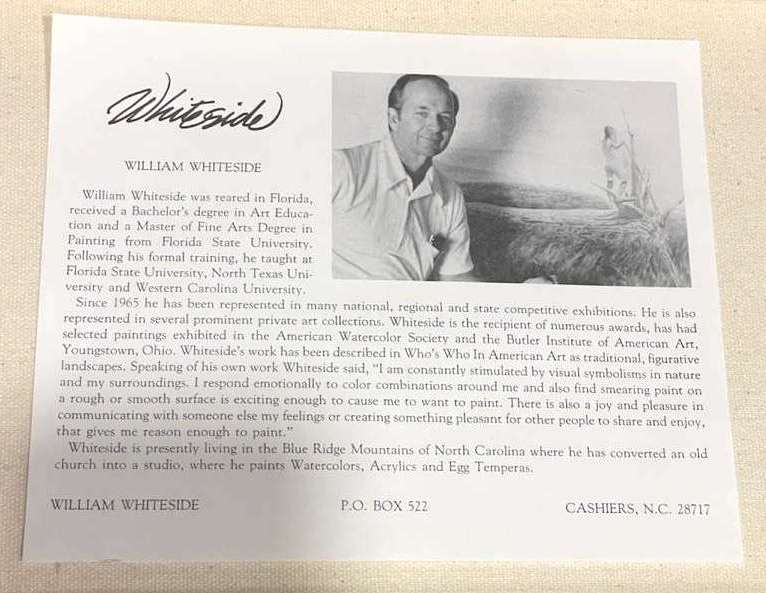 Whiteside
WILLIAM WHITESIDE
William Whiteside was reared in Florida,
received a Bachelor's degree in Art Educa-
tion and a Master of Fine Arts Degree in
Painting from Florida State University.
Following his formal training, he taught at
Florida State University, North Texas Uni-
versity and Western Carolina University.
Since 1965 he has been represented in many national, regional and state competitive exhibitions. He is also
represented in several prominent private art collections. Whiteside is the recipient of numerous awards, has had
selected paintings exhibited in the American Watercolor Society and the Butler Institute of American Art,
Youngstown, Ohio. Whiteside's work has been described in Who's Who In American Art as traditional, figurative
landscapes. Speaking of his own work Whiteside said, "I am constantly stimulated by visual symbolisms in nature
and my surroundings. I respond emotionally to color combinations around me and also find smearing paint on
a rough or smooth surface is exciting enough to cause me to want to paint. There is also a joy and pleasure in
communicating with someone else my feelings or creating something pleasant for other people to share and enjoy,
that gives me reason enough to paint."
Whiteside is presently living in the Blue Ridge Mountains of North Carolina where he has converted an old
church into a studio, where he paints Watercolors, Acrylics and Egg Temperas.
WILLIAM WHITESIDE P.O. BOX 522 CASHIERS, N.C. 28717